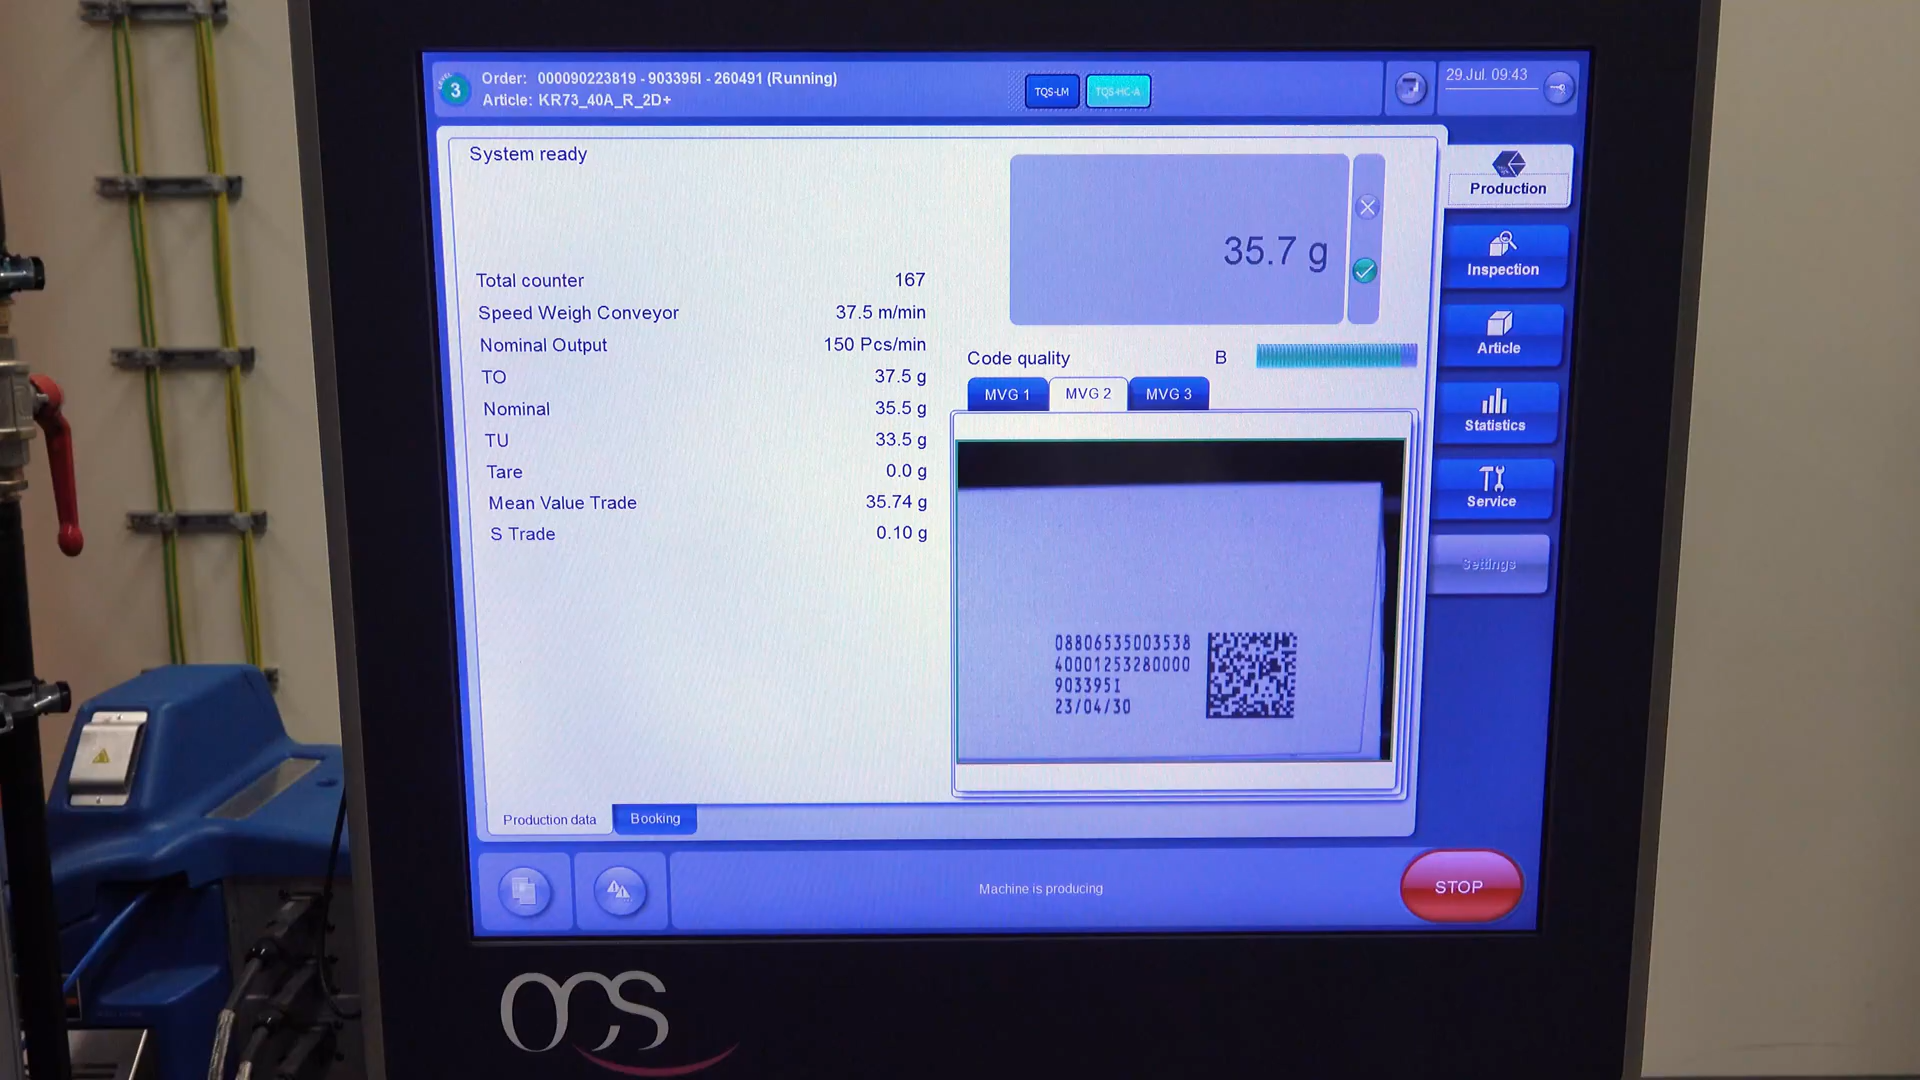 LEVEL
3
Order: 000090223819 - 903395I - 260491 (Running)
Article: KR73_40A_R_2D+
TQS-LM
TQS-HC-A
29.Jul. 09:43
System ready
35.7 g
Total counter 167
Speed Weigh Conveyor 37.5 m/min
Nominal Output 150 Pcs/min
TO 37.5 g
Nominal 35.5 g
TU 33.5 g
Tare 0.0 g
Mean Value Trade 35.74 g
S Trade 0.10 g
Code quality B
MVG 1
MVG 2
MVG 3
08806535003538
40001253280000
903395I
23/04/30
Production
Inspection
Article
Statistics
Service
Settings
Production data
Booking
Machine is producing
STOP
OCS